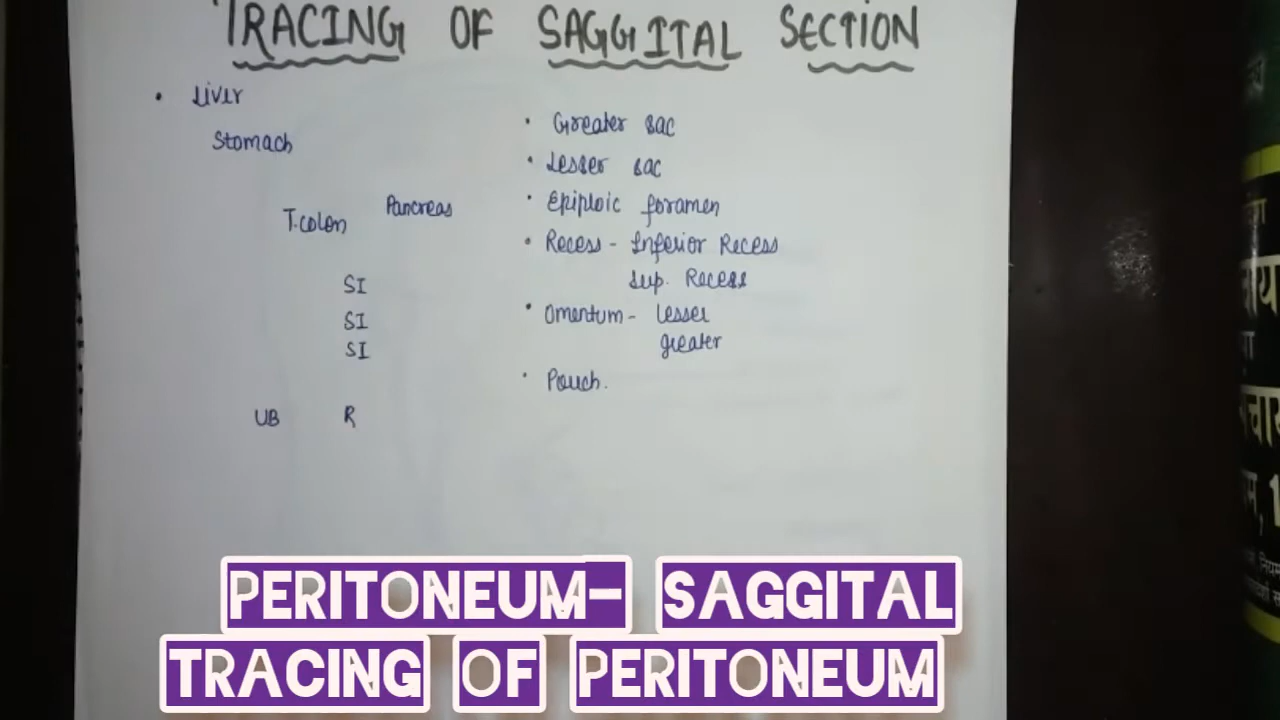 TRACING OF SAGGITAL SECTION
• Liver
Stomach
T.colon
Pancreas
SI
SI
SI
UB R
• Greater sac
• Lesser sac
• Epiploic foramen
• Recess - Inferior Recess
Sup. Recess
• Omentum - Lesser
greater
• Pouch.
PERITONEUM- SAGGITAL
TRACING OF PERITONEUM